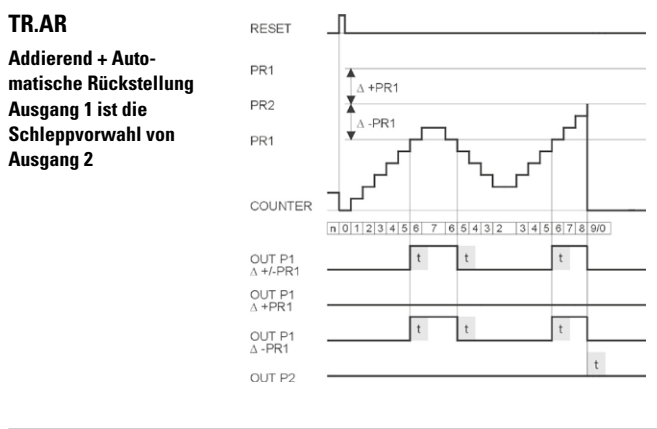 TR.AR
Addierend + Auto-
matische Rückstellung
Ausgang 1 ist die
Schleppvorwahl von
Ausgang 2
RESET
PR1
Δ +PR1
PR2
Δ -PR1
PR1
COUNTER
n 0 1 2 3 4 5 6 7 6 5 4 3 2 3 4 5 6 7 8 9/0
OUT P1
Δ +/-PR1
t t t
OUT P1
Δ +PR1
OUT P1
Δ -PR1
t t t
t
OUT P2